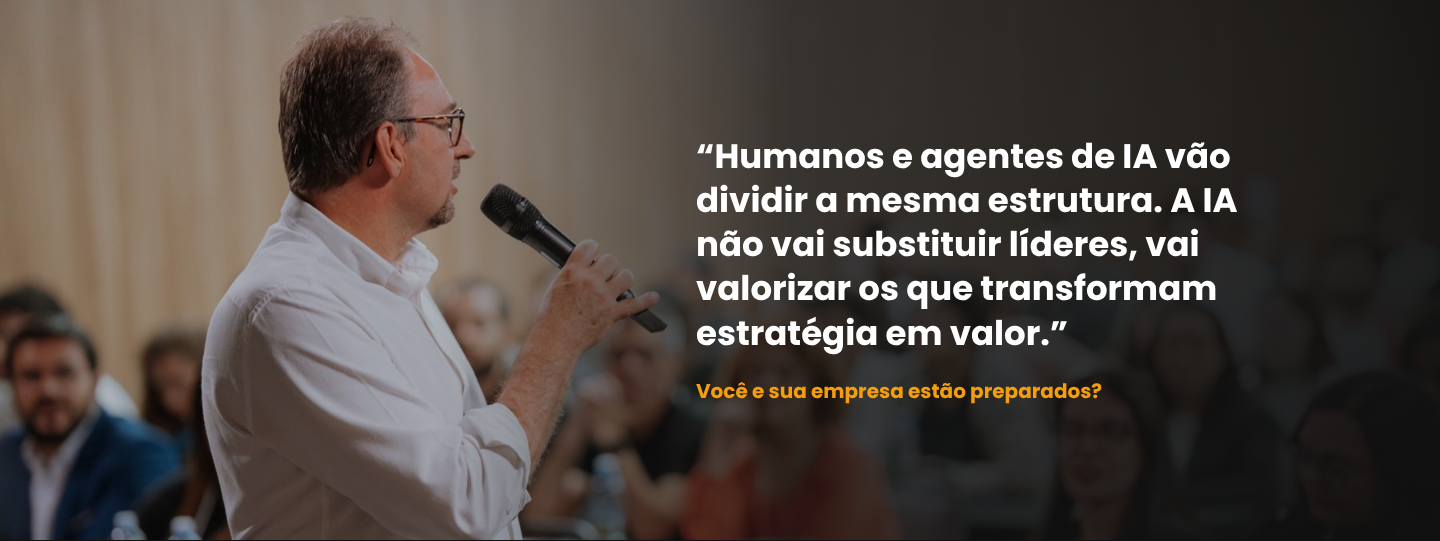 “Humanos e agentes de IA vão
dividir a mesma estrutura. A IA
não vai substituir líderes, vai
valorizar os que transformam
estratégia em valor.”
Você e sua empresa estão preparados?